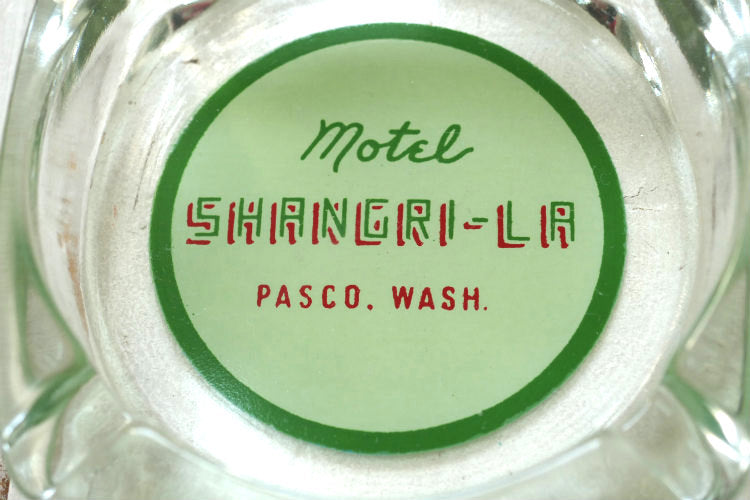 Motel
SHANGRI-LA
PASCO, WASH.